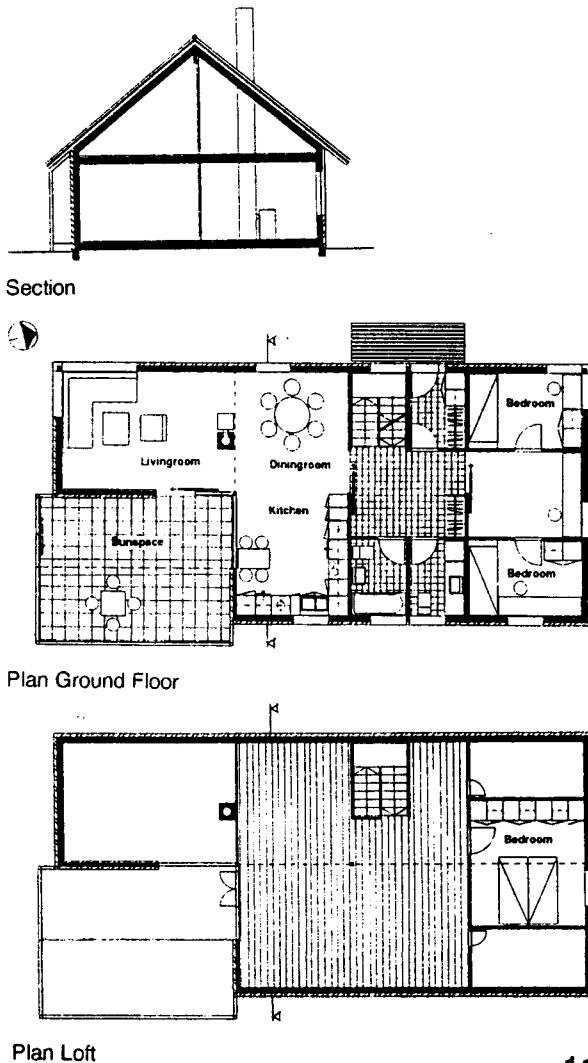 Section
Bedroom
Livingroom
Diningroom
Kitchen
Sunspace
Bedroom
Plan Ground Floor
Bedroom
Plan Loft